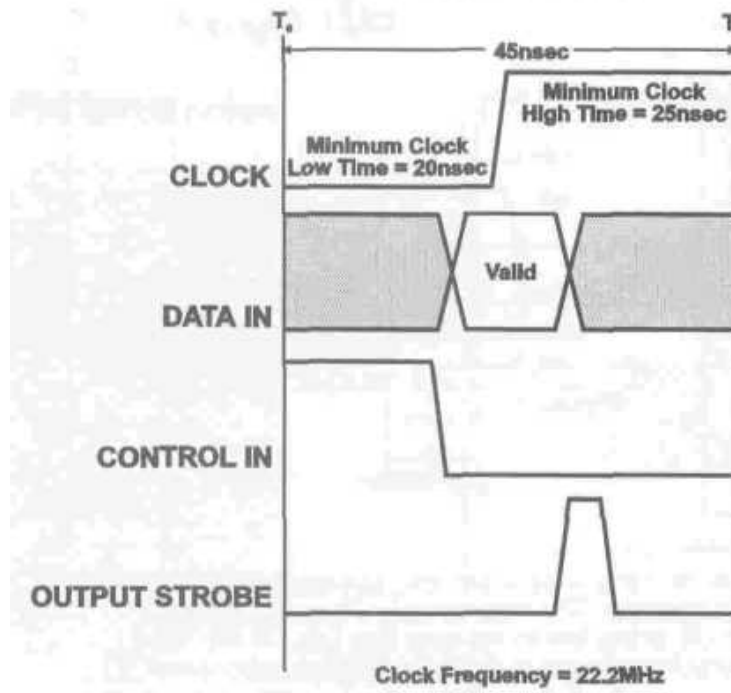 T₀
T
45nsec
Minimum Clock
High Time = 25nsec
Minimum Clock
Low Time = 20nsec
CLOCK
Valid
DATA IN
CONTROL IN
OUTPUT STROBE
Clock Frequency = 22.2MHz